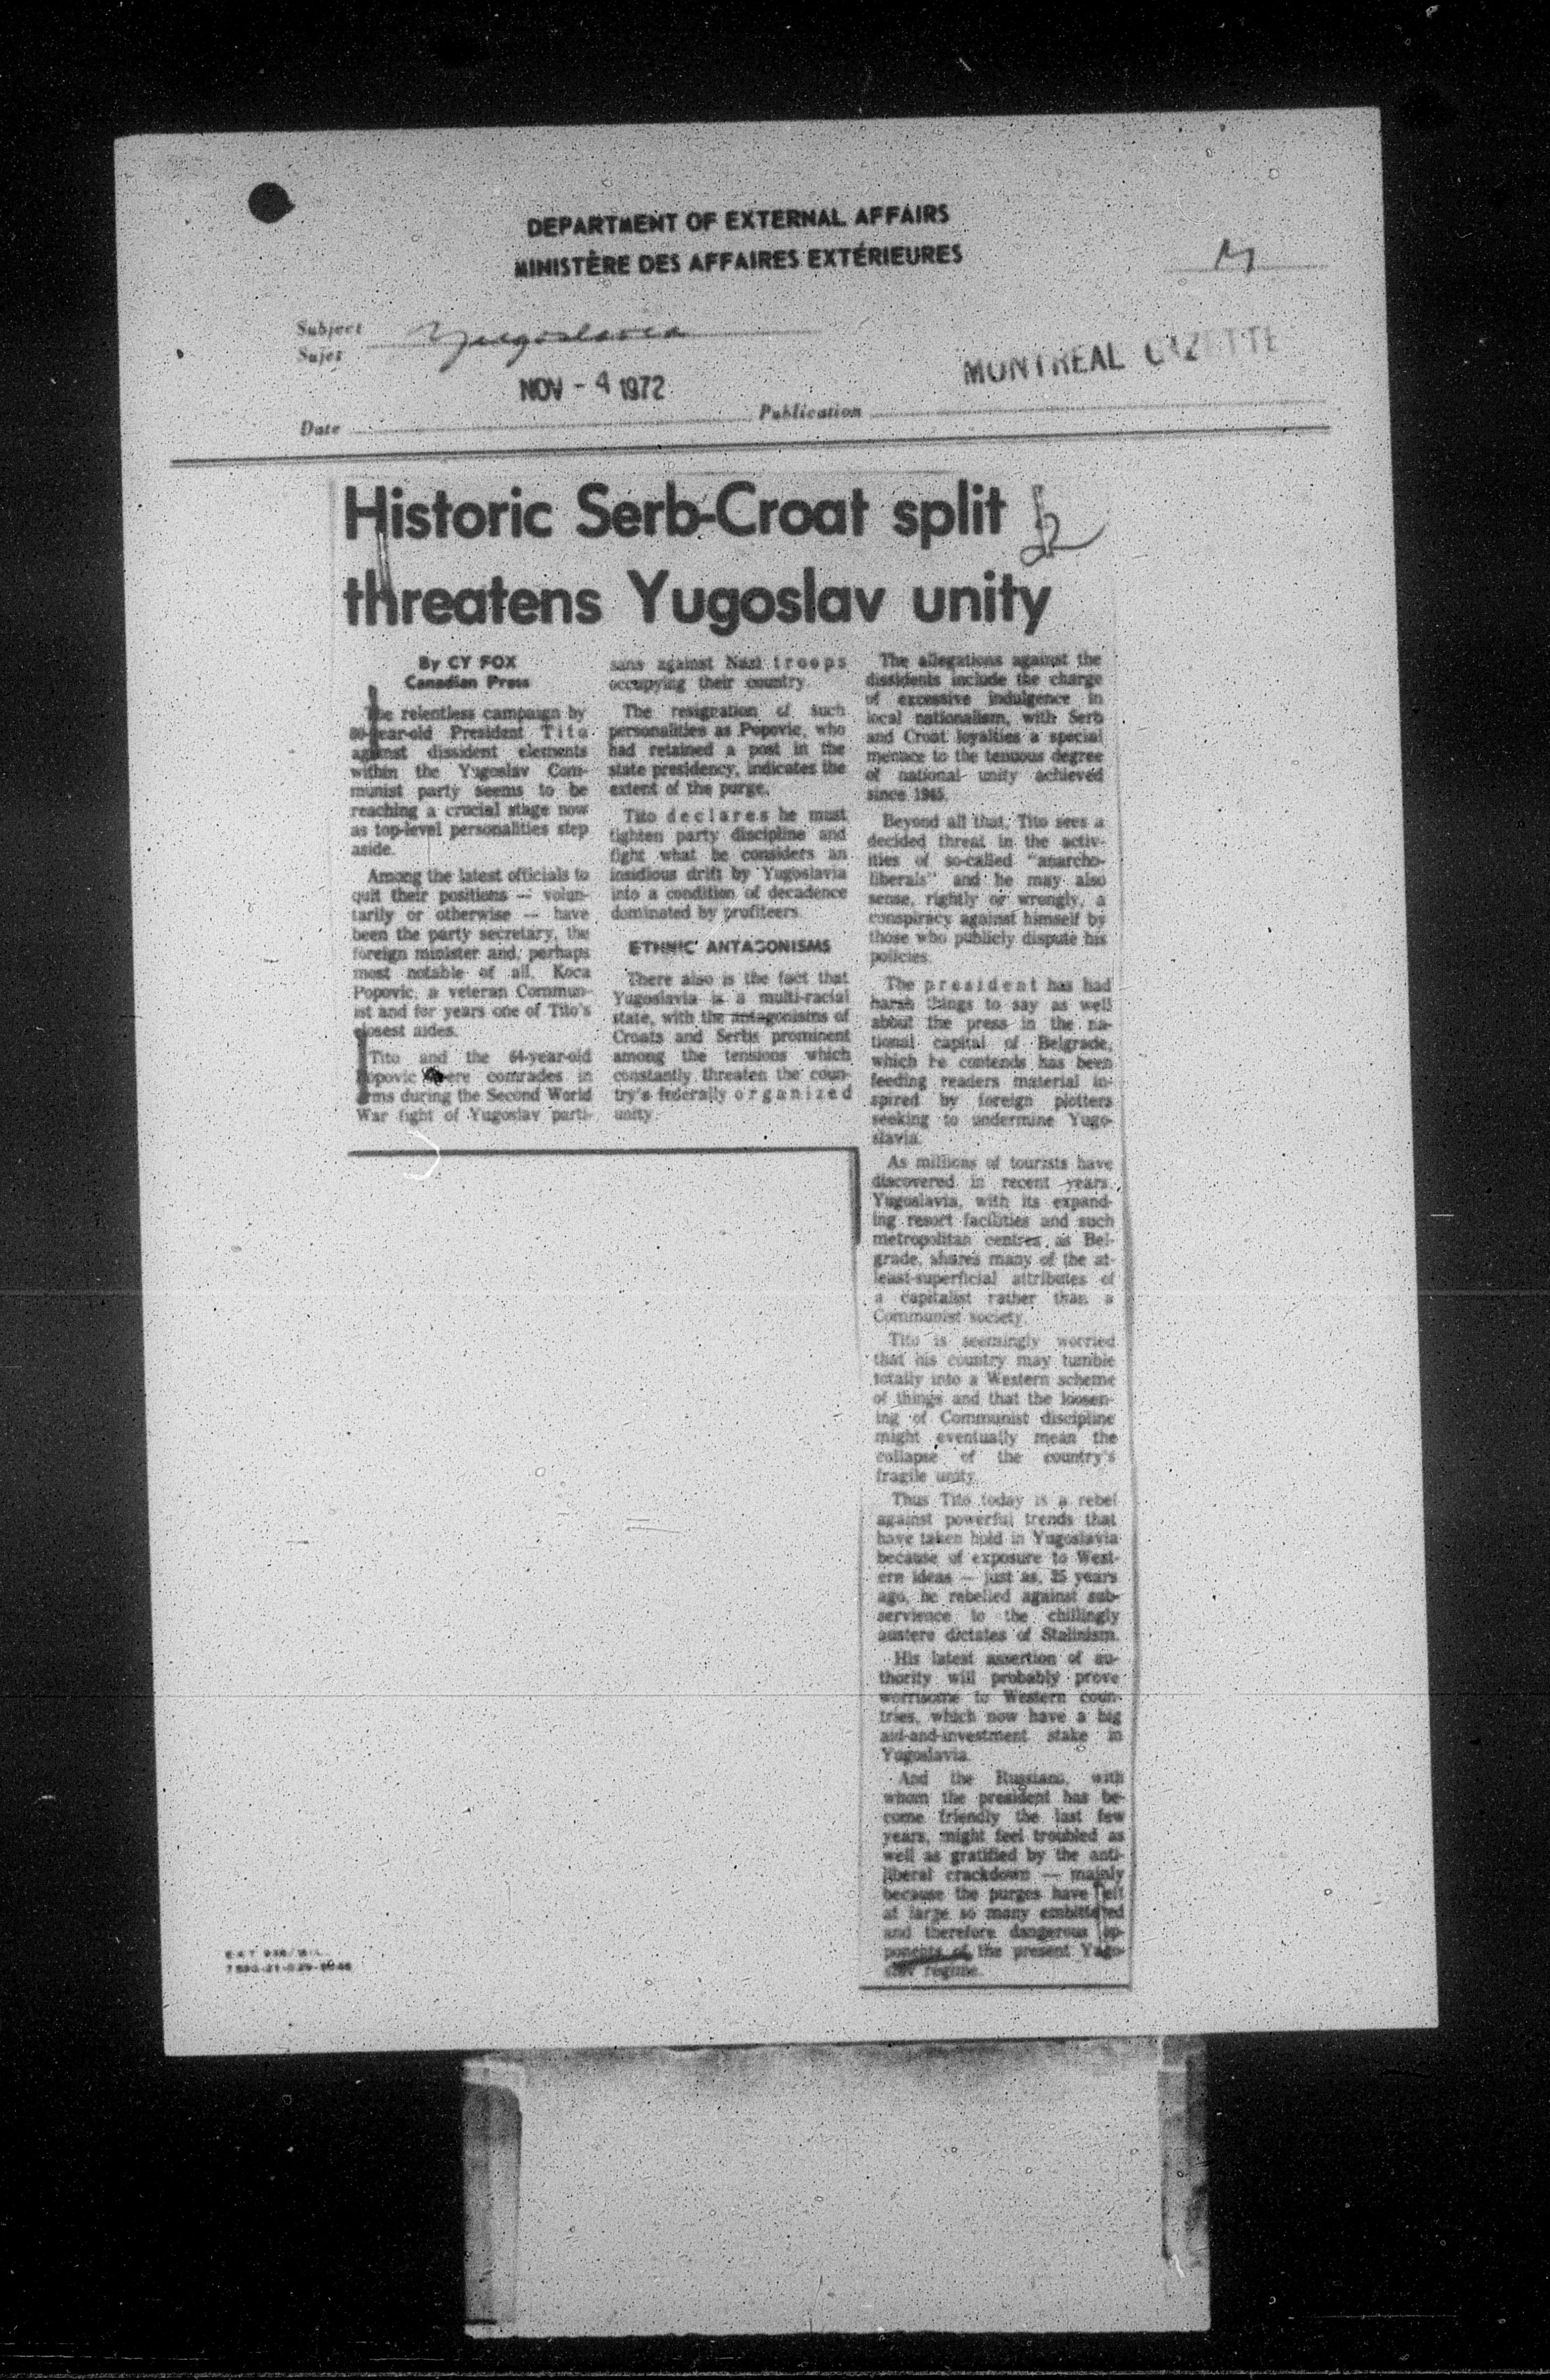 DEPARTMENT OF EXTERNAL AFFAIRS
MINISTÈRE DES AFFAIRES EXTÉRIEURES
M
Subject
Sujet
Yugoslavia
NOV - 4 1972
MONTREAL GAZETTE
Date
Publication
Historic Serb-Croat split
threatens Yugoslav unity
By CY FOX
Canadian Press
The relentless campaign by
80-year-old President Tito
against dissident elements
within the Yugoslav Com-
munist party seems to be
reaching a crucial stage now
as top-level personalities step
aside.
Among the latest officials to
quit their positions — volun-
tarily or otherwise — have
been the party secretary, the
foreign minister and, perhaps
most notable of all, Koca
Popovic, a veteran Commun-
ist and for years one of Tito's
closest aides.
Tito and the 64-year-old
Popovic were comrades in
arms during the Second World
War fight of Yugoslav parti-
sans against Nazi troops
occupying their country.
The resignation of such
personalities as Popovic, who
had retained a post in the
state presidency, indicates the
extent of the purge.
Tito declares he must
tighten party discipline and
fight what he considers an
insidious drift by Yugoslavia
into a condition of decadence
dominated by profiteers.
ETHNIC ANTAGONISMS
There also is the fact that
Yugoslavia is a multi-racial
state, with the antagonisms of
Croats and Serbs prominent
among the tensions which
constantly threaten the coun-
try's federally organized
unity.
The allegations against the
dissidents include the charge
of excessive indulgence in
local nationalism, with Serb
and Croat loyalties a special
menace to the tenuous degree
of national unity achieved
since 1945.
Beyond all that, Tito sees a
decided threat in the activ-
ities of so-called "anarcho-
liberals" and he may also
sense, rightly or wrongly, a
conspiracy against himself by
those who publicly dispute his
policies.
The president has had
harsh things to say as well
about the press in the na-
tional capital of Belgrade,
which he contends has been
feeding readers material in-
spired by foreign plotters
seeking to undermine Yugo-
slavia.
As millions of tourists have
discovered in recent years,
Yugoslavia, with its expand-
ing resort facilities and such
metropolitan centres as Bel-
grade, shares many of the at-
least-superficial attributes of
a capitalist rather than a
Communist society.
Tito is seemingly worried
that his country may tumble
totally into a Western scheme
of things and that the loosen-
ing of Communist discipline
might eventually mean the
collapse of the country's
fragile unity.
Thus Tito today is a rebel
against powerful trends that
have taken hold in Yugoslavia
because of exposure to West-
ern ideas — just as, 25 years
ago, he rebelled against sub-
servience to the chillingly
austere dictates of Stalinism.
His latest assertion of au-
thority will probably prove
worrisome to Western coun-
tries, which now have a big
aid-and-investment stake in
Yugoslavia.
And the Russians, with
whom the president has be-
come friendly the last few
years, might feel troubled as
well as gratified by the anti-
liberal crackdown — mainly
because the purges have left
at large so many embittered
and therefore dangerous op-
ponents of the present Yugo-
slav regime.